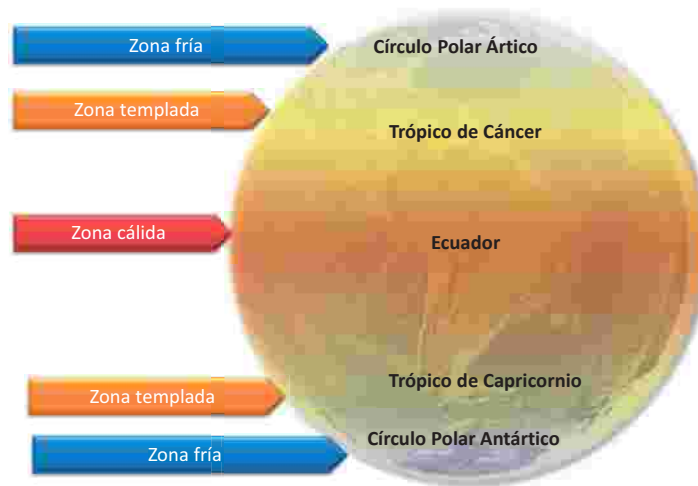 Zona fría
Círculo Polar Ártico
Zona templada
Trópico de Cáncer
Zona cálida
Ecuador
Zona templada
Trópico de Capricornio
Círculo Polar Antártico
Zona fría